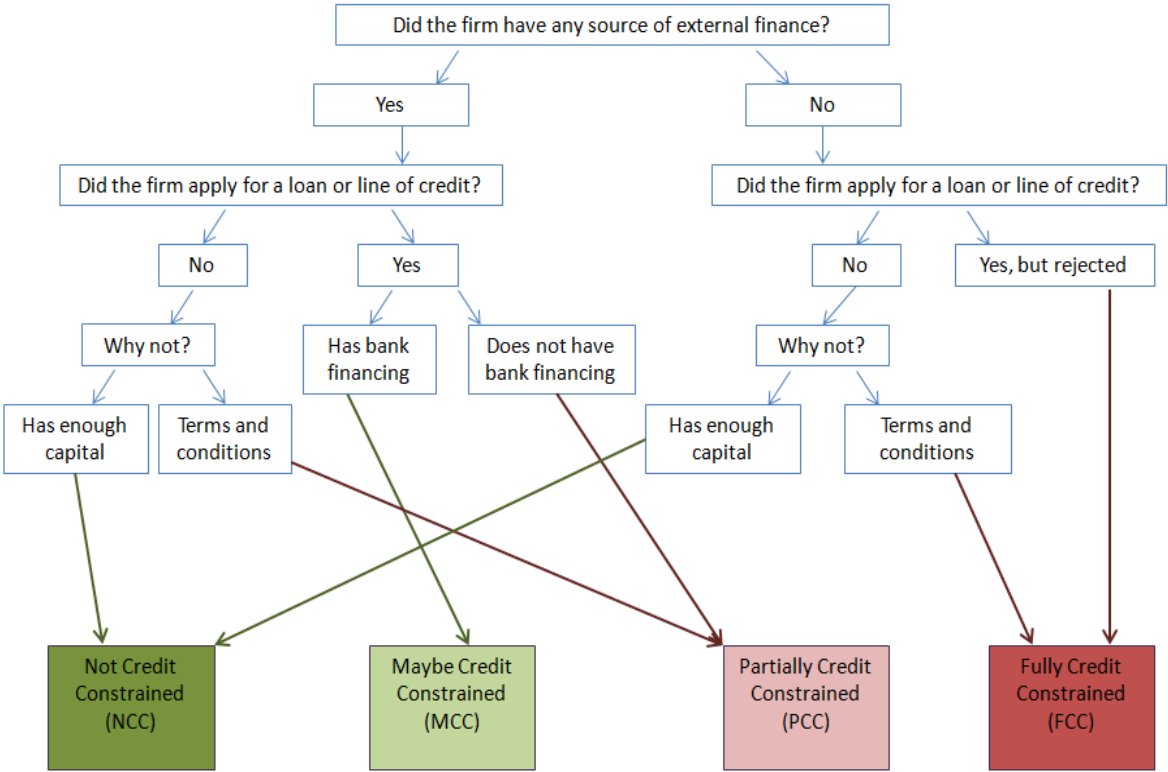 Did the firm have any source of external finance?
Yes
No
Did the firm apply for a loan or line of credit?
Did the firm apply for a loan or line of credit?
No
Yes
No
Yes, but rejected
Why not?
Has bank
financing
Does not have
bank financing
Why not?
Has enough
capital
Terms and
conditions
Has enough
capital
Terms and
conditions
Not Credit
Constrained
(NCC)
Maybe Credit
Constrained
(MCC)
Partially Credit
Constrained
(PCC)
Fully Credit
Constrained
(FCC)